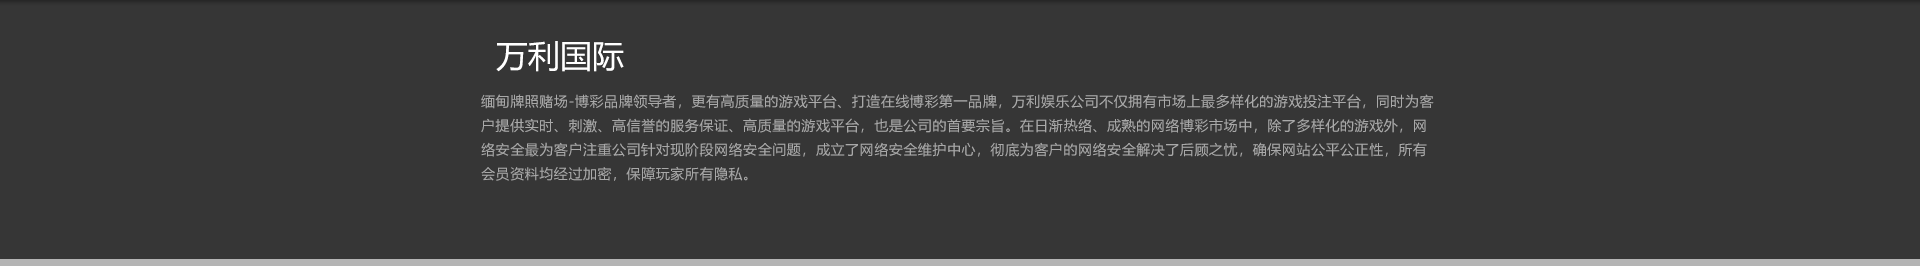 万利国际
缅甸牌照赌场-博彩品牌领导者，更有高质量的游戏平台、打造在线博彩第一品牌，万利娱乐公司不仅拥有市场上最多样化的游戏投注平台，同时为客
户提供实时、刺激、高信誉的服务保证、高质量的游戏平台，也是公司的首要宗旨。在日渐热络、成熟的网络博彩市场中，除了多样化的游戏外，网
络安全最为客户注重公司针对现阶段网络安全问题，成立了网络安全维护中心，彻底为客户的网络安全解决了后顾之忧，确保网站公平公正性，所有
会员资料均经过加密，保障玩家所有隐私。